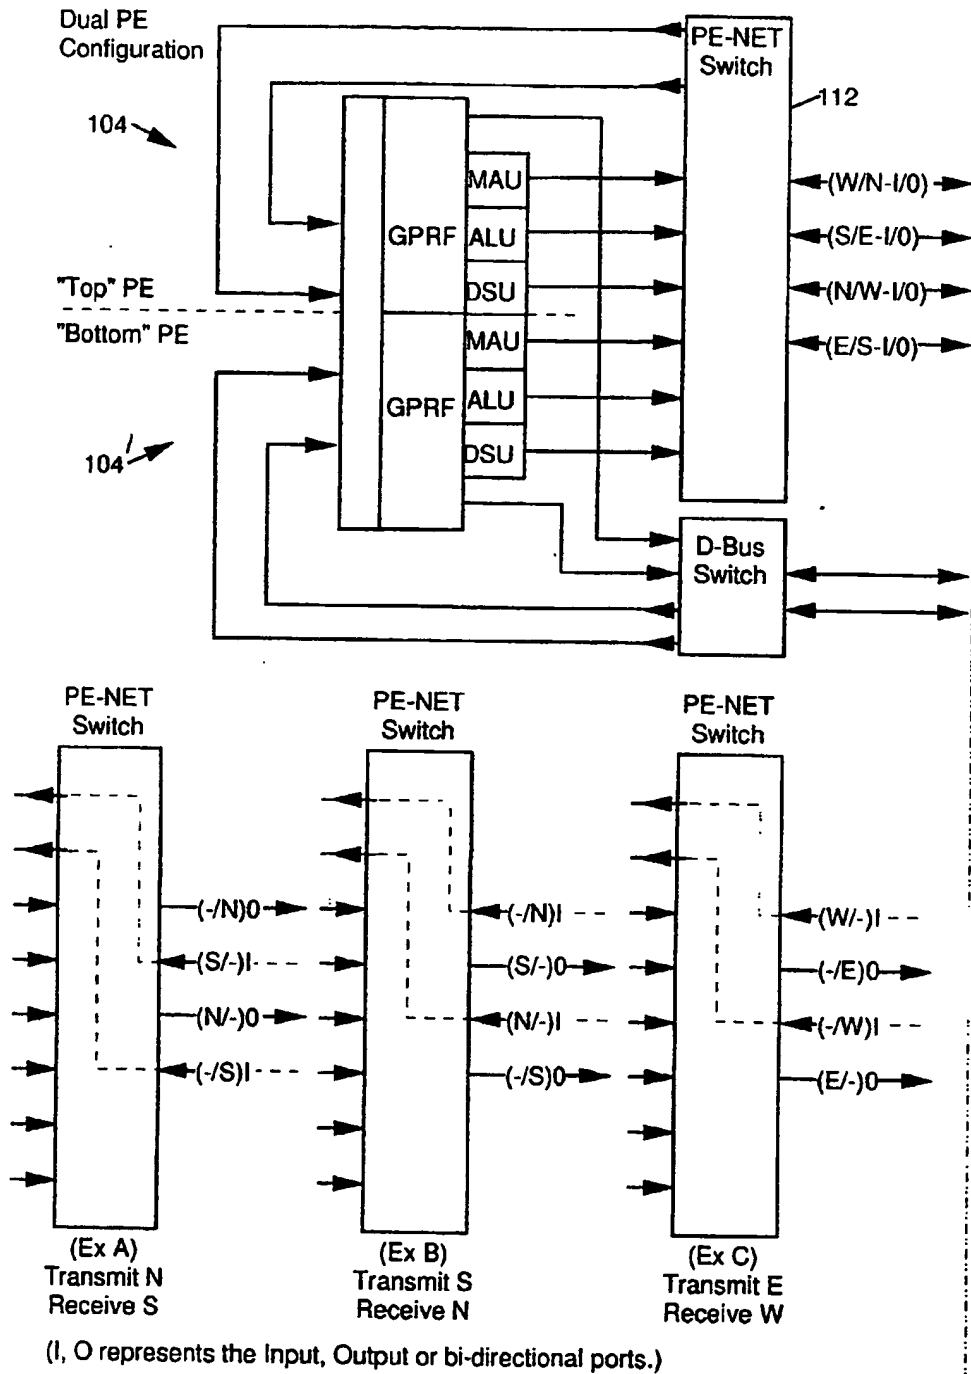 Dual PE
Configuration
PE-NET
Switch
112
104
(W/N-I/0)
MAU
(S/E-I/0)
GPRF
ALU
(N/W-I/0)
"Top" PE
DSU
"Bottom" PE
MAU
(E/S-I/0)
GPRF
ALU
104'
DSU
D-Bus
Switch
PE-NET
Switch
PE-NET
Switch
PE-NET
Switch
(-/N)0
(S/-)I
(N/-)0
(-/S)I
(-/N)I
(S/-)0
(N/-)I
(-/S)0
(W/-)I
(-/E)0
(-/W)I
(E/-)0
(Ex A)
Transmit N
Receive S
(Ex B)
Transmit S
Receive N
(Ex C)
Transmit E
Receive W
(I, O represents the Input, Output or bi-directional ports.)